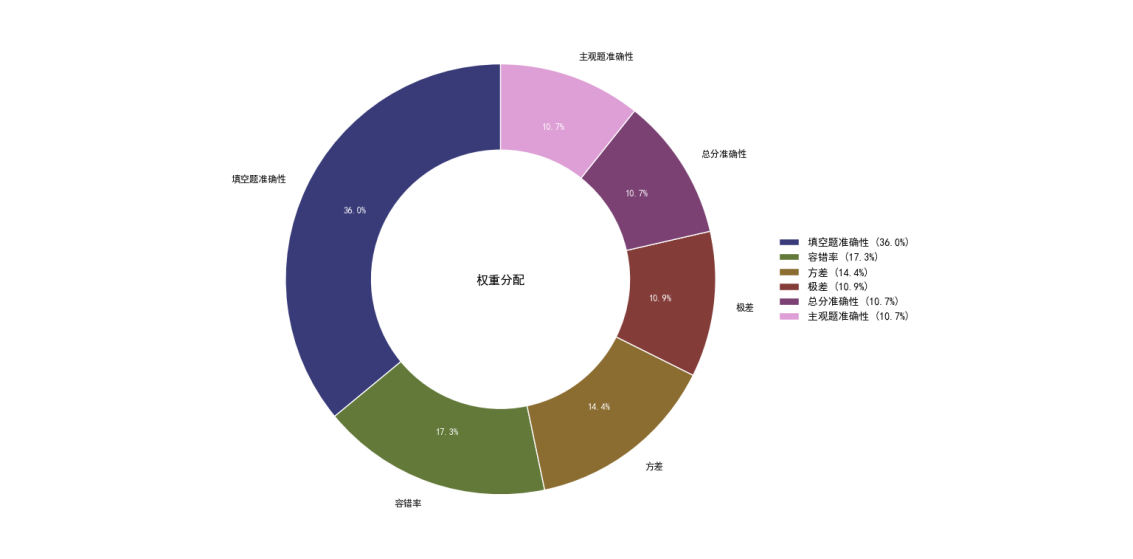 主观题准确性
10.7%
总分准确性
10.7%
填空题准确性
36.0%
权重分配
10.9%
极差
14.4%
方差
17.3%
容错率
填空题准确性 (36.0%)
容错率 (17.3%)
方差 (14.4%)
极差 (10.9%)
总分准确性 (10.7%)
主观题准确性 (10.7%)